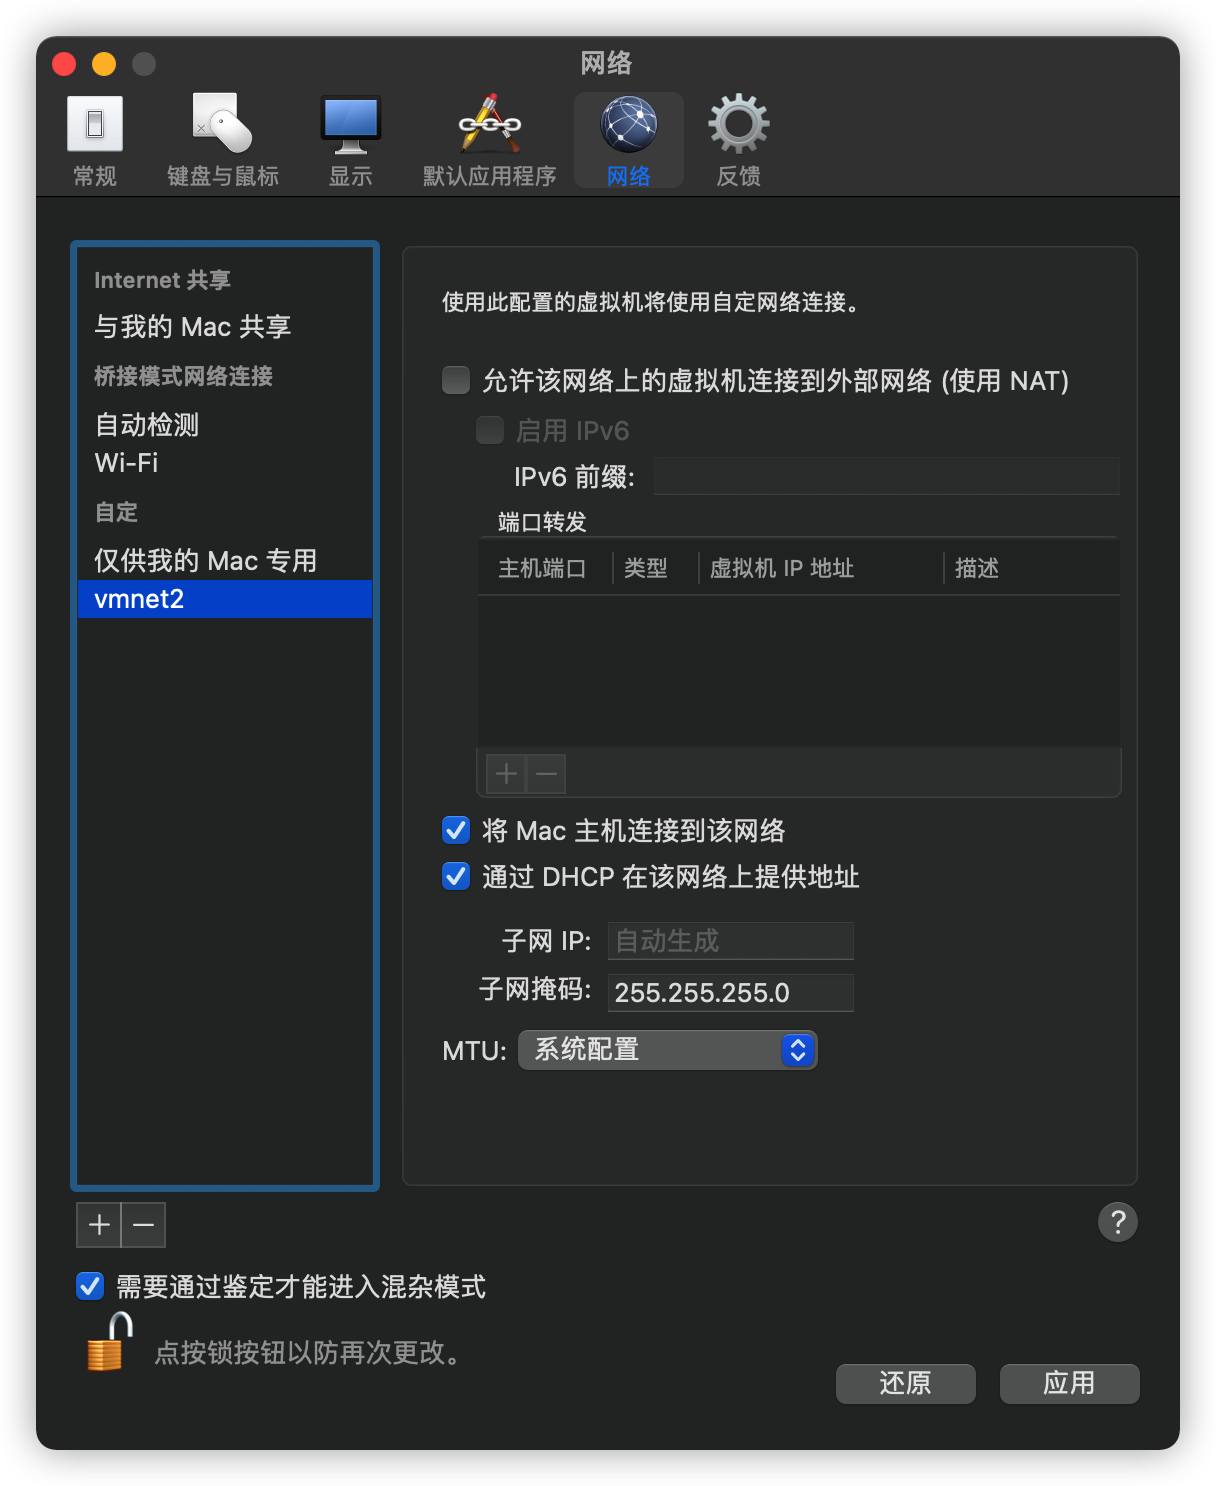 网络
常规
键盘与鼠标
显示
默认应用程序
网络
反馈
Internet 共享
与我的 Mac 共享
桥接模式网络连接
自动检测
Wi-Fi
自定
仅供我的 Mac 专用
vmnet2
使用此配置的虚拟机将使用自定网络连接。
允许该网络上的虚拟机连接到外部网络 (使用 NAT)
启用 IPv6
IPv6 前缀:
端口转发
主机端口 类型 虚拟机 IP 地址 描述
将 Mac 主机连接到该网络
通过 DHCP 在该网络上提供地址
子网 IP: 自动生成
子网掩码: 255.255.255.0
MTU: 系统配置
?
需要通过鉴定才能进入混杂模式
点按锁按钮以防再次更改。
还原 应用